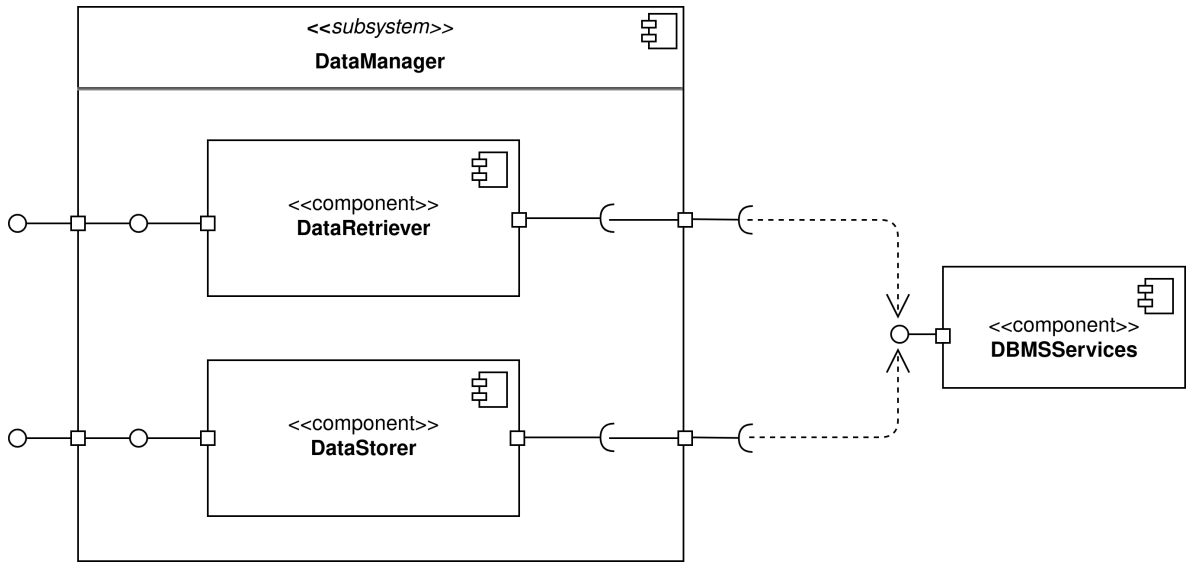 <<subsystem>>
DataManager
<<component>>
DataRetriever
<<component>>
DBMSServices
<<component>>
DataStorer